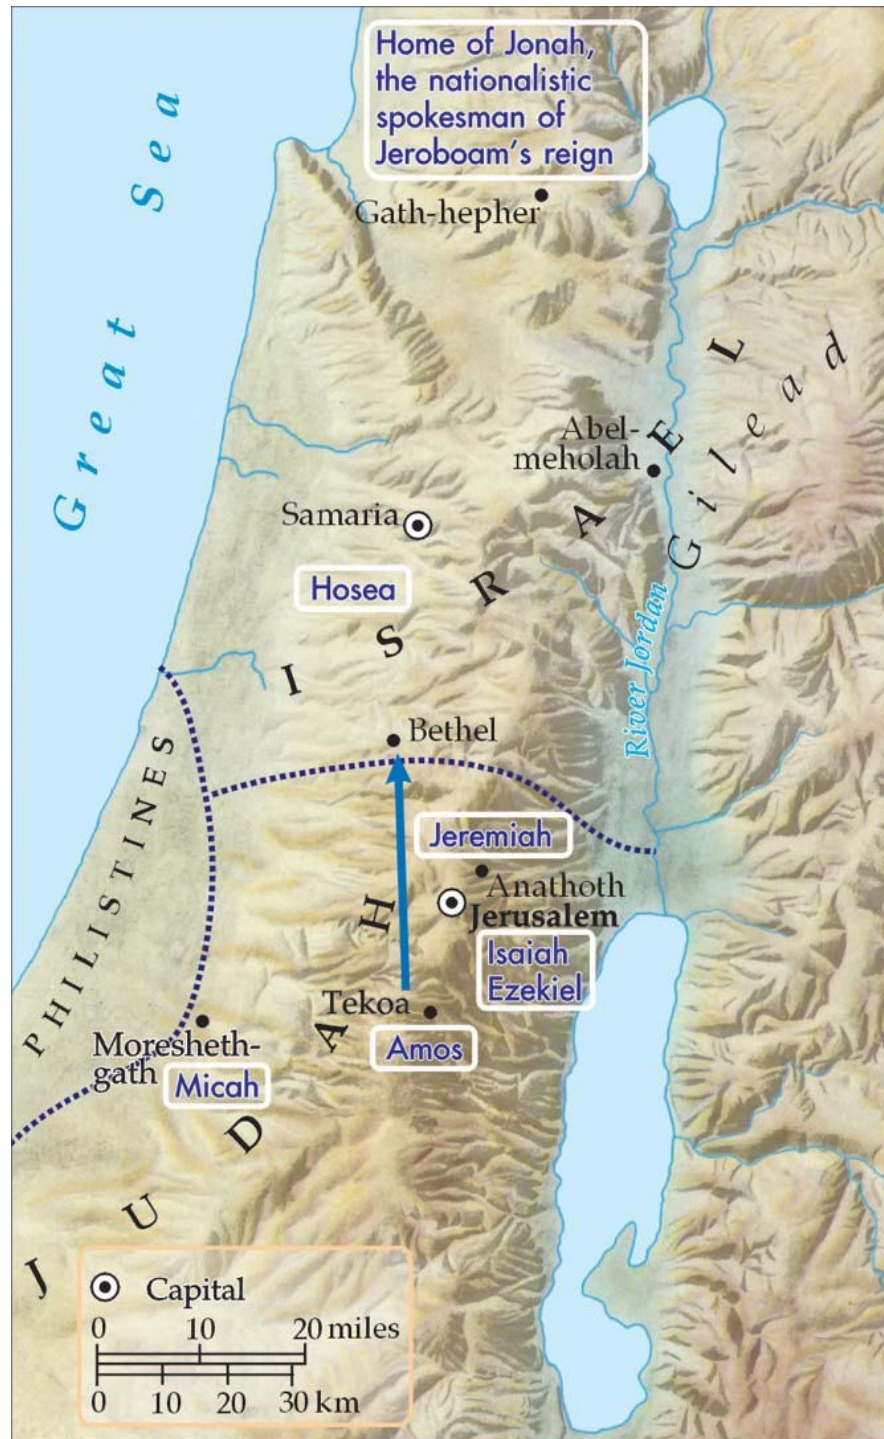 Home of Jonah,
the nationalistic
spokesman of
Jeroboam's reign
Gath-hepher
Great Sea
Abel-
meholah
Gilead
Samaria
Hosea
ISRAEL
River Jordan
Bethel
PHILISTINES
Jeremiah
Anathoth
Jerusalem
Isaiah
Ezekiel
Tekoa
Amos
Moresheth-
gath
Micah
JUDAH
Capital
0 10 20 miles
0 10 20 30 km